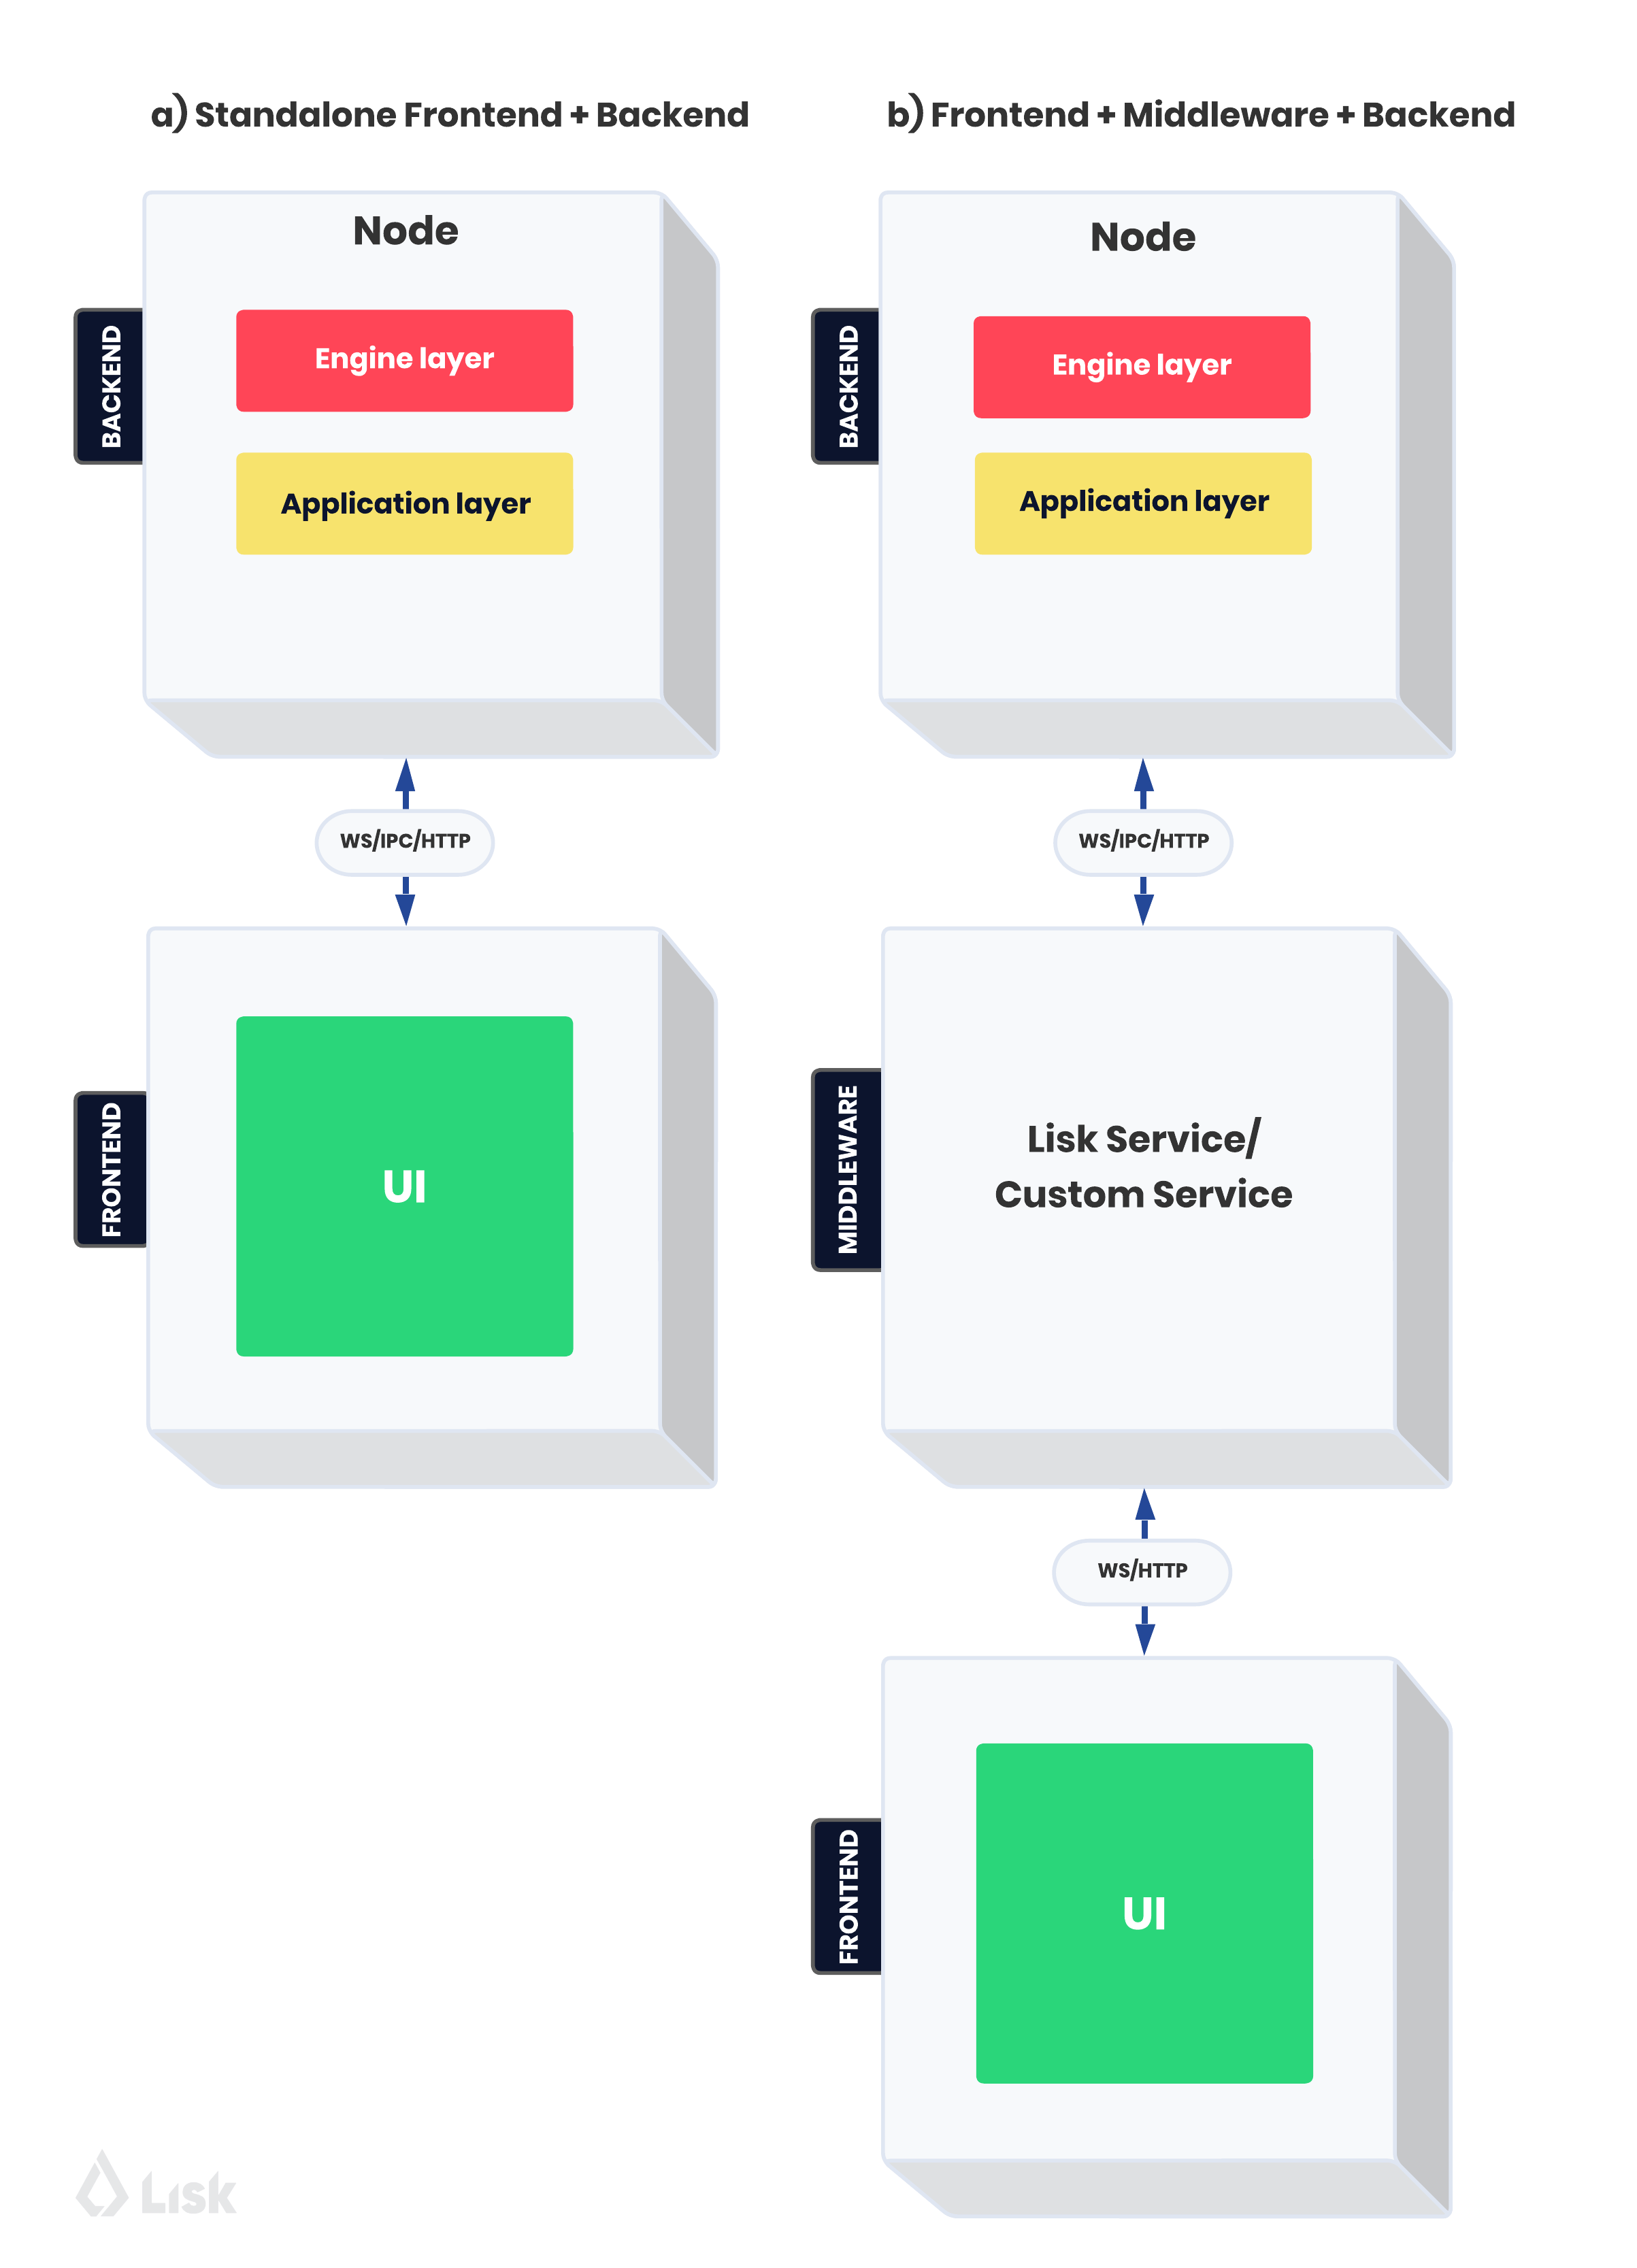 a) Standalone Frontend + Backend
Node
BACKEND
Engine layer
Application layer
WS/IPC/HTTP
FRONTEND
UI
b) Frontend + Middleware + Backend
Node
BACKEND
Engine layer
Application layer
WS/IPC/HTTP
MIDDLEWARE
Lisk Service/
Custom Service
WS/HTTP
FRONTEND
UI
Lisk